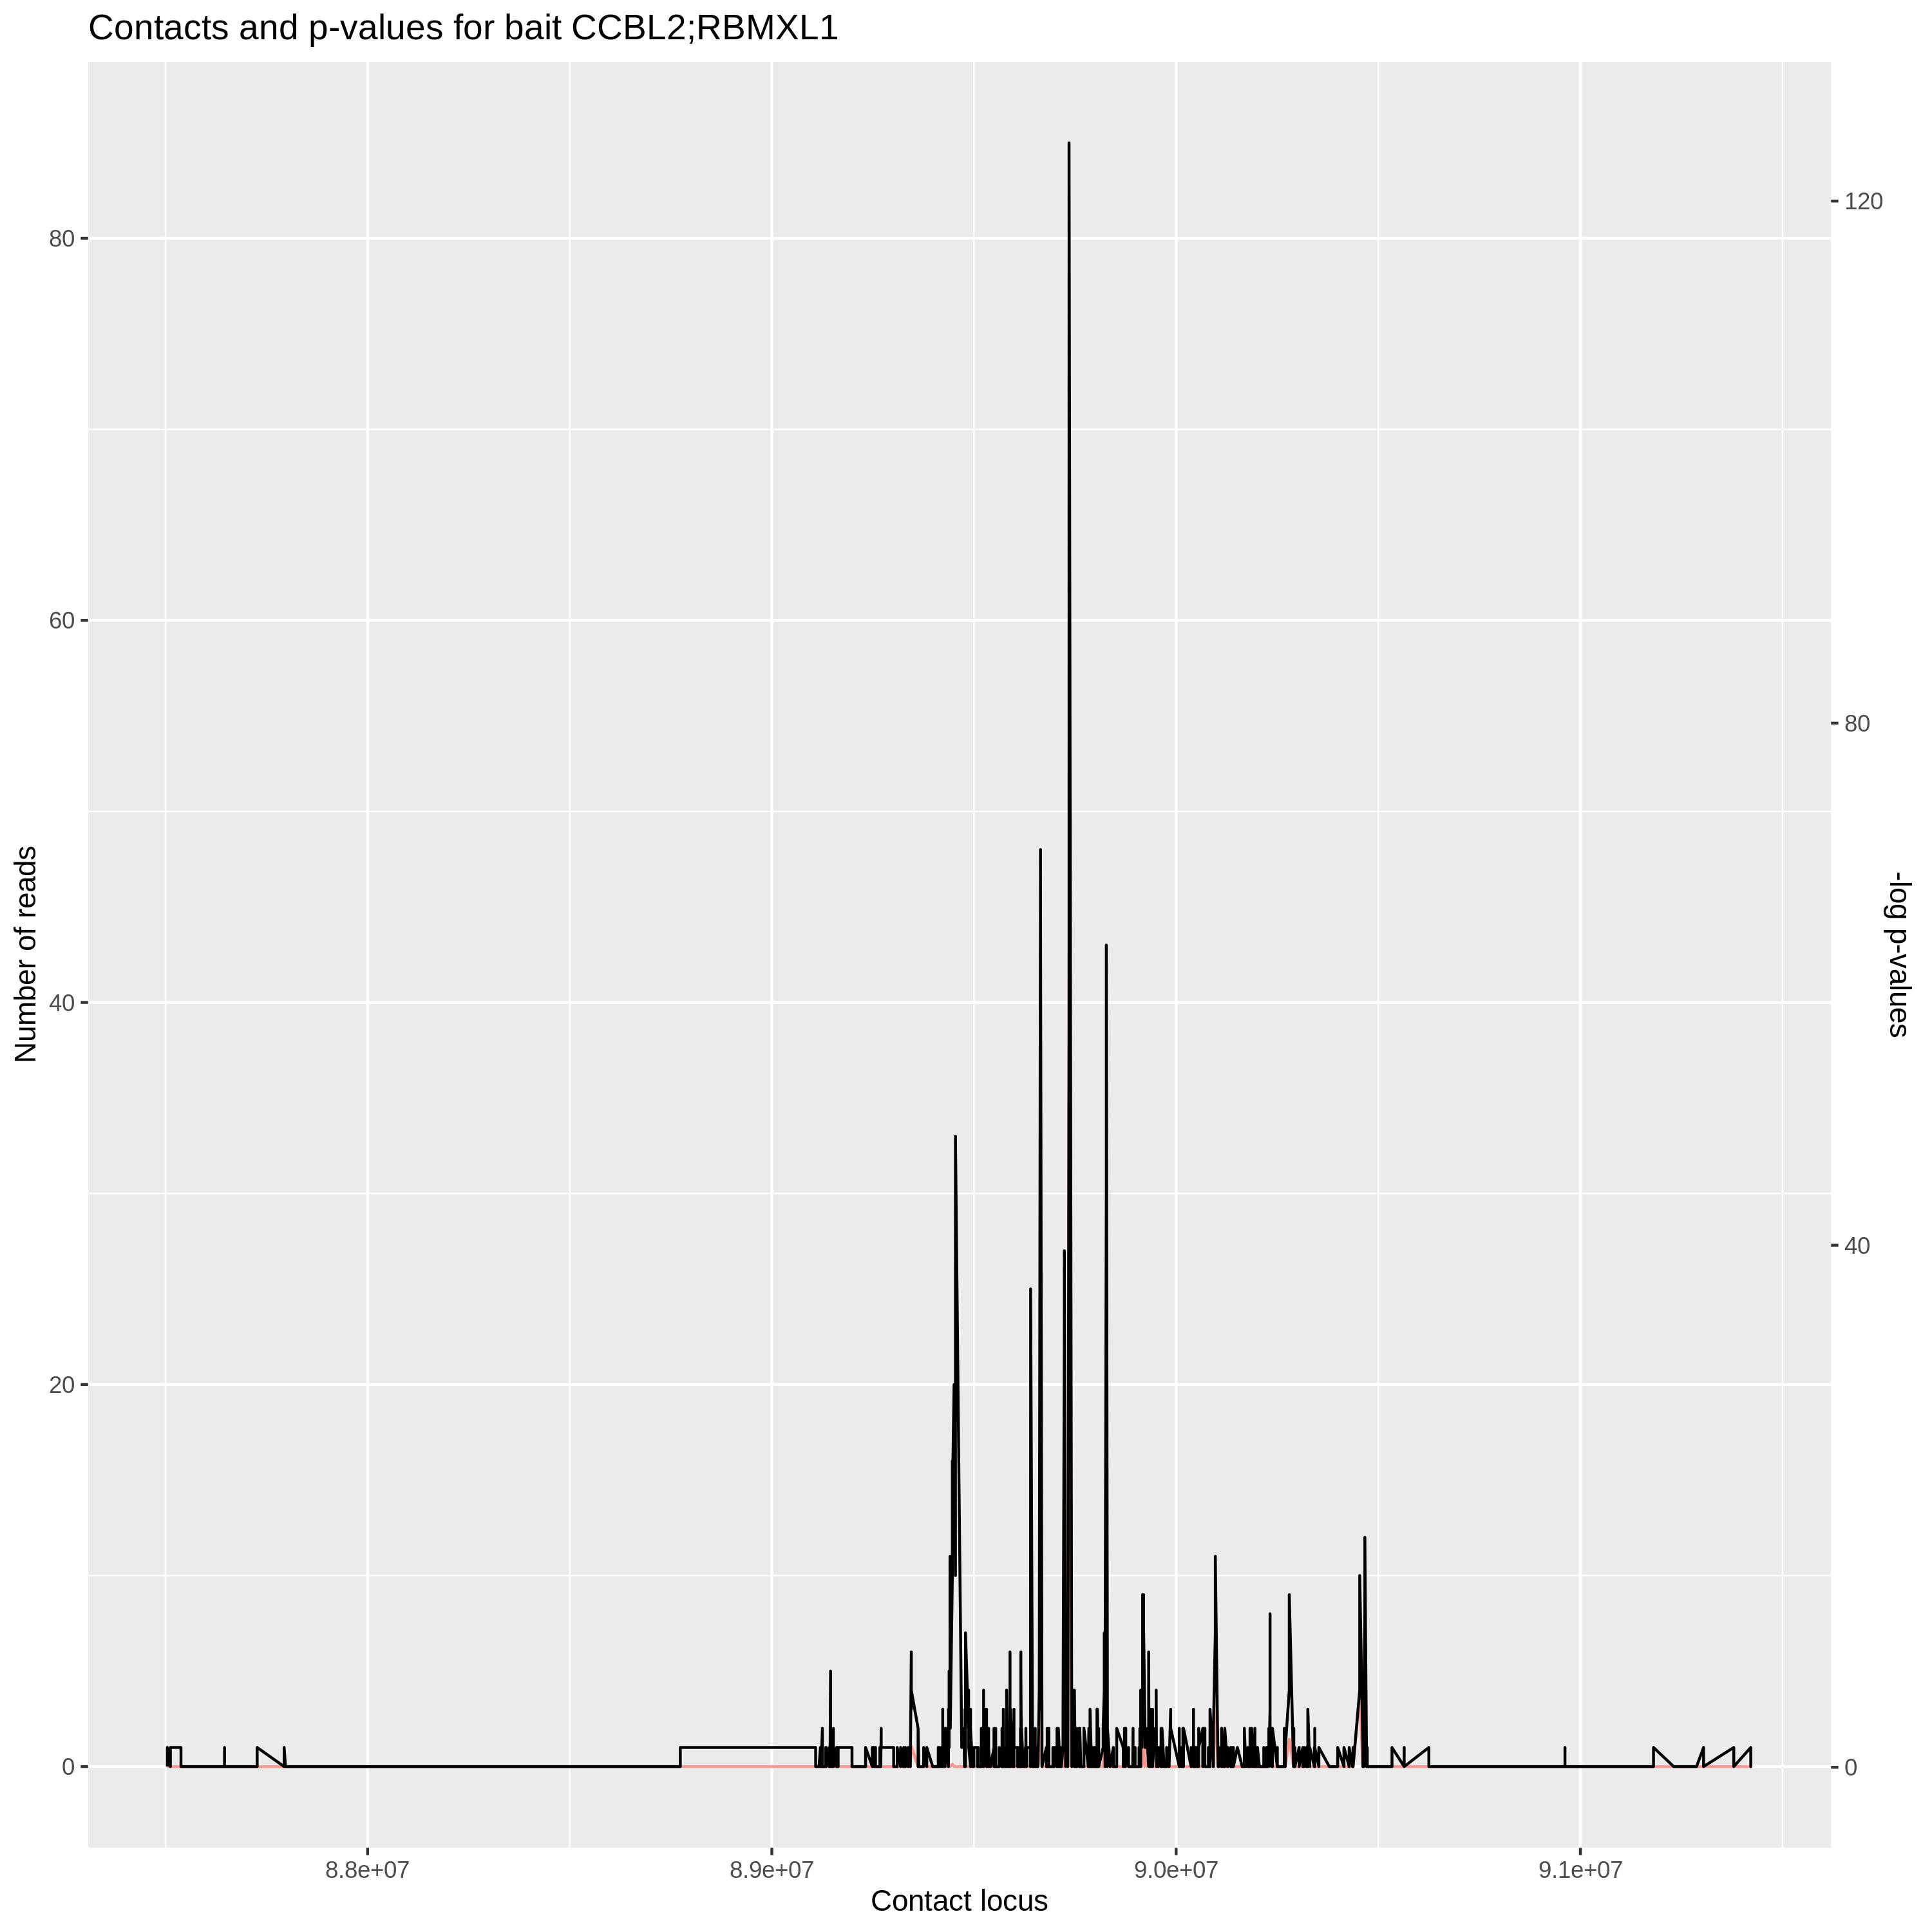 Contacts and p-values for bait CCBL2;RBMXL1
120
80
80
60
40
40
20
0
0
Number of reads
-log p-values
8.8e+07
8.9e+07
9.0e+07
9.1e+07
Contact locus